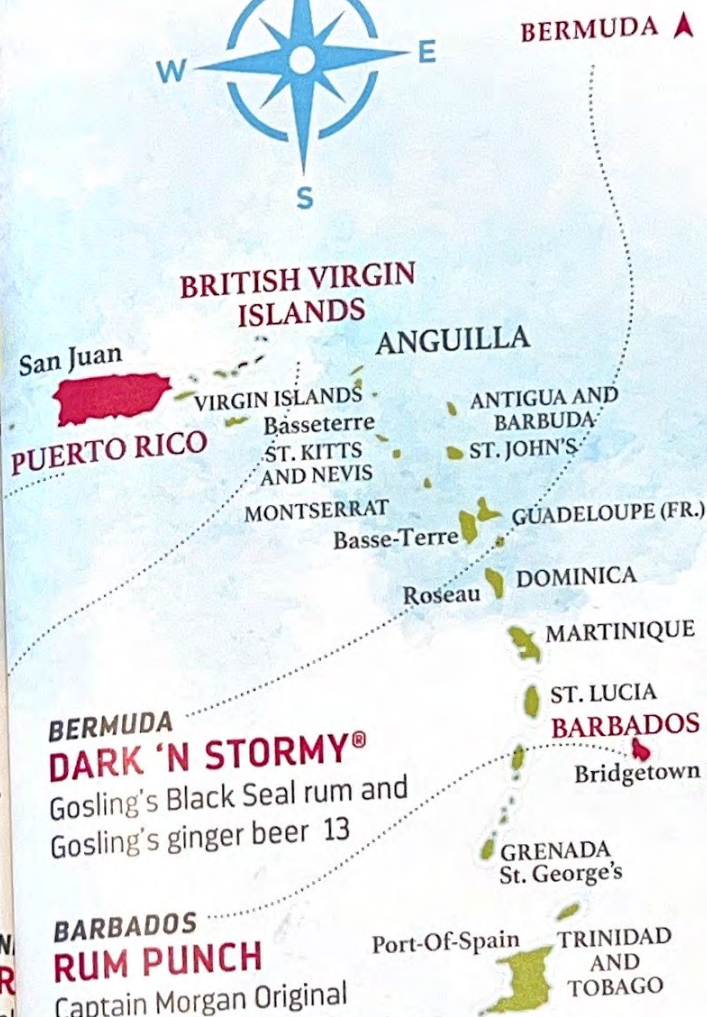 BERMUDA
W
E
S
BRITISH VIRGIN
ISLANDS
San Juan
ANGUILLA
PUERTO RICO
VIRGIN ISLANDS
Basseterre
ST. KITTS
AND NEVIS
ANTIGUA AND
BARBUDA
ST. JOHN'S
MONTSERRAT
GUADELOUPE (FR.)
Basse-Terre
DOMINICA
Roseau
MARTINIQUE
ST. LUCIA
BARBADOS
Bridgetown
GRENADA
St. George's
Port-Of-Spain
TRINIDAD
AND
TOBAGO
BERMUDA
DARK 'N STORMY®
Gosling's Black Seal rum and
Gosling's ginger beer 13
BARBADOS
RUM PUNCH
Captain Morgan Original